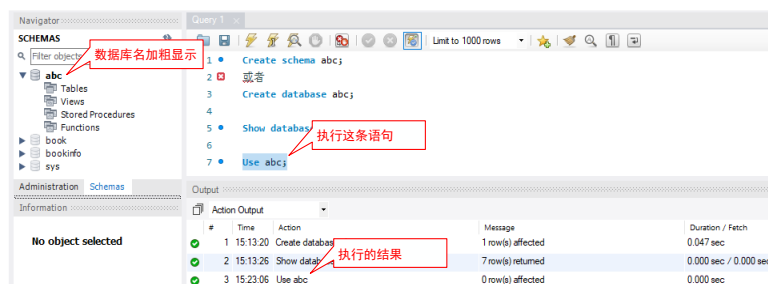 Navigator
Query 1
SCHEMAS
Filter objects
数据库名加粗显示
abc
Tables
Views
Stored Procedures
Functions
book
bookinfo
sys
Administration Schemas
Information
No object selected
Limit to 1000 rows
1 Create schema abc;
2 或者
3 Create database abc;
4
5 Show databas
执行这条语句
6
7 Use abc;
Output
Action Output
# Time Action Message Duration / Fetch
1 15:13:20 Create databas 1 row(s) affected 0.047 sec
2 15:13:26 Show datab 7 row(s) returned 0.000 sec / 0.000 sec
执行的结果
3 15:23:06 Use abc 0 row(s) affected 0.000 sec